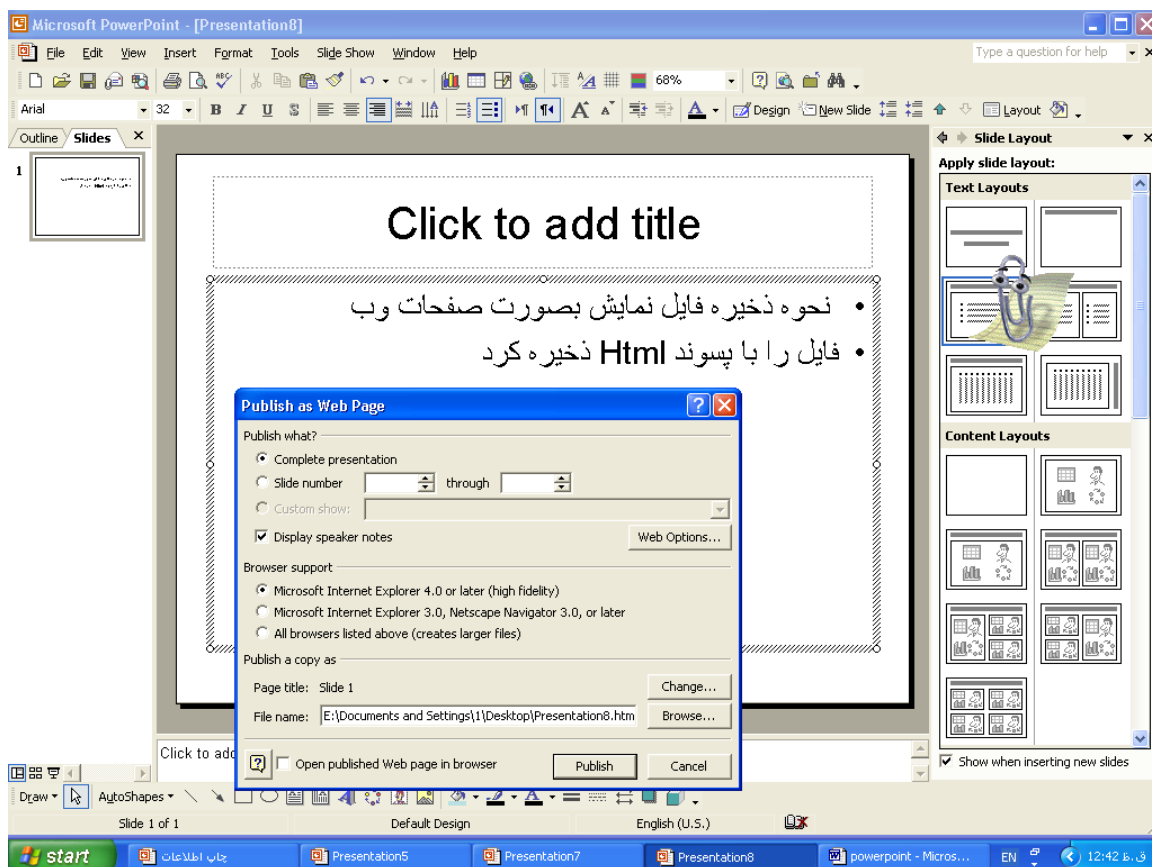 Microsoft PowerPoint - [Presentation8]
File Edit View Insert Format Tools Slide Show Window Help
Type a question for help
68%
Arial 32 B I U S Design New Slide Layout
Outline Slides
Slide Layout
1
Apply slide layout:
Text Layouts
Click to add title
• نحوه ذخیره فایل نمایش بصورت صفحات وب
• فایل را با پسوند Html ذخیره کرد
Publish as Web Page
Publish what?
Complete presentation
Slide number through
Custom show:
Display speaker notes
Web Options...
Browser support
Microsoft Internet Explorer 4.0 or later (high fidelity)
Microsoft Internet Explorer 3.0, Netscape Navigator 3.0, or later
All browsers listed above (creates larger files)
Publish a copy as
Page title: Slide 1
Change...
File name: E:\Documents and Settings\1\Desktop\Presentation8.htm
Browse...
Open published Web page in browser
Publish
Cancel
Content Layouts
Click to add
Show when inserting new slides
Draw AutoShapes
Slide 1 of 1 Default Design English (U.S.)
start چاپ اطلاعات Presentation5 Presentation7 Presentation8 powerpoint - Micros... EN 12:42 ق.ظ